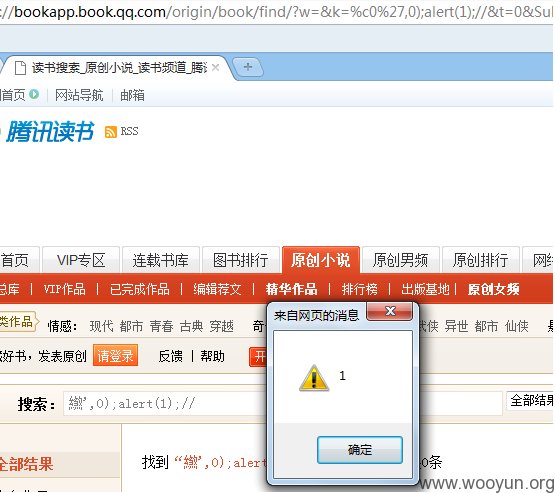 ://bookapp.book.qq.com/origin/book/find/?w=&k=%c0%27,0);alert(1);//&t=0&Sul
读书搜索_原创小说_读书频道_腾讯
首页 网站导航 邮箱
腾讯读书 RSS
首页 VIP专区 连载书库 图书排行 原创小说 原创男频 原创排行 网络
总库 VIP作品 已完成作品 编辑荐文 精华作品 排行榜 出版基地 原创女频
类作品 情感: 现代 都市 青春 古典 穿越 奇 武侠 异世 都市 仙侠
好书,发表原创 请登录 反馈 帮助 开
来自网页的消息
1
确定
搜索: ',0);alert(1);// 全部结果
全部结果 找到 ',0);alert 0条
www.wooyun.org